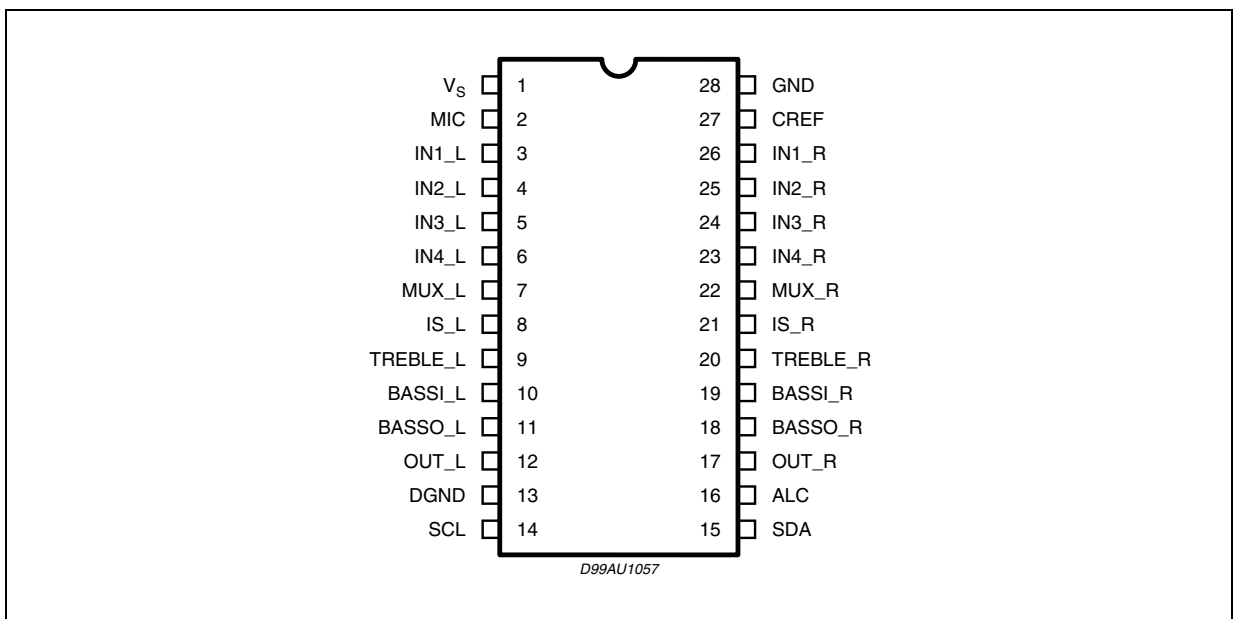 VS 1 28 GND
MIC 2 27 CREF
IN1_L 3 26 IN1_R
IN2_L 4 25 IN2_R
IN3_L 5 24 IN3_R
IN4_L 6 23 IN4_R
MUX_L 7 22 MUX_R
IS_L 8 21 IS_R
TREBLE_L 9 20 TREBLE_R
BASSI_L 10 19 BASSI_R
BASSO_L 11 18 BASSO_R
OUT_L 12 17 OUT_R
DGND 13 16 ALC
SCL 14 15 SDA
D99AU1057